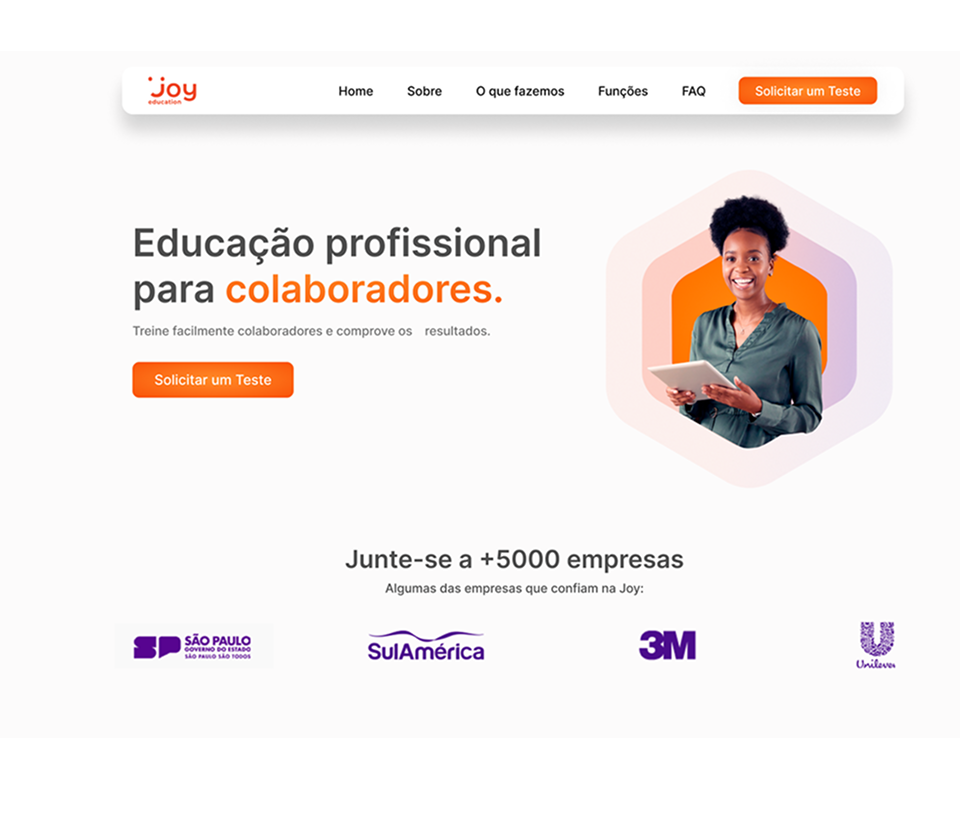 Joy
education
Home Sobre O que fazemos Funções FAQ Solicitar um Teste
Educação profissional
para colaboradores.
Treine facilmente colaboradores e comprove os resultados.
Solicitar um Teste
Junte-se a +5000 empresas
Algumas das empresas que confiam na Joy:
SP SÃO PAULO
GOVERNO DO ESTADO
SÃO PAULO SÃO TODOS
SulAmérica
3M
Unilever